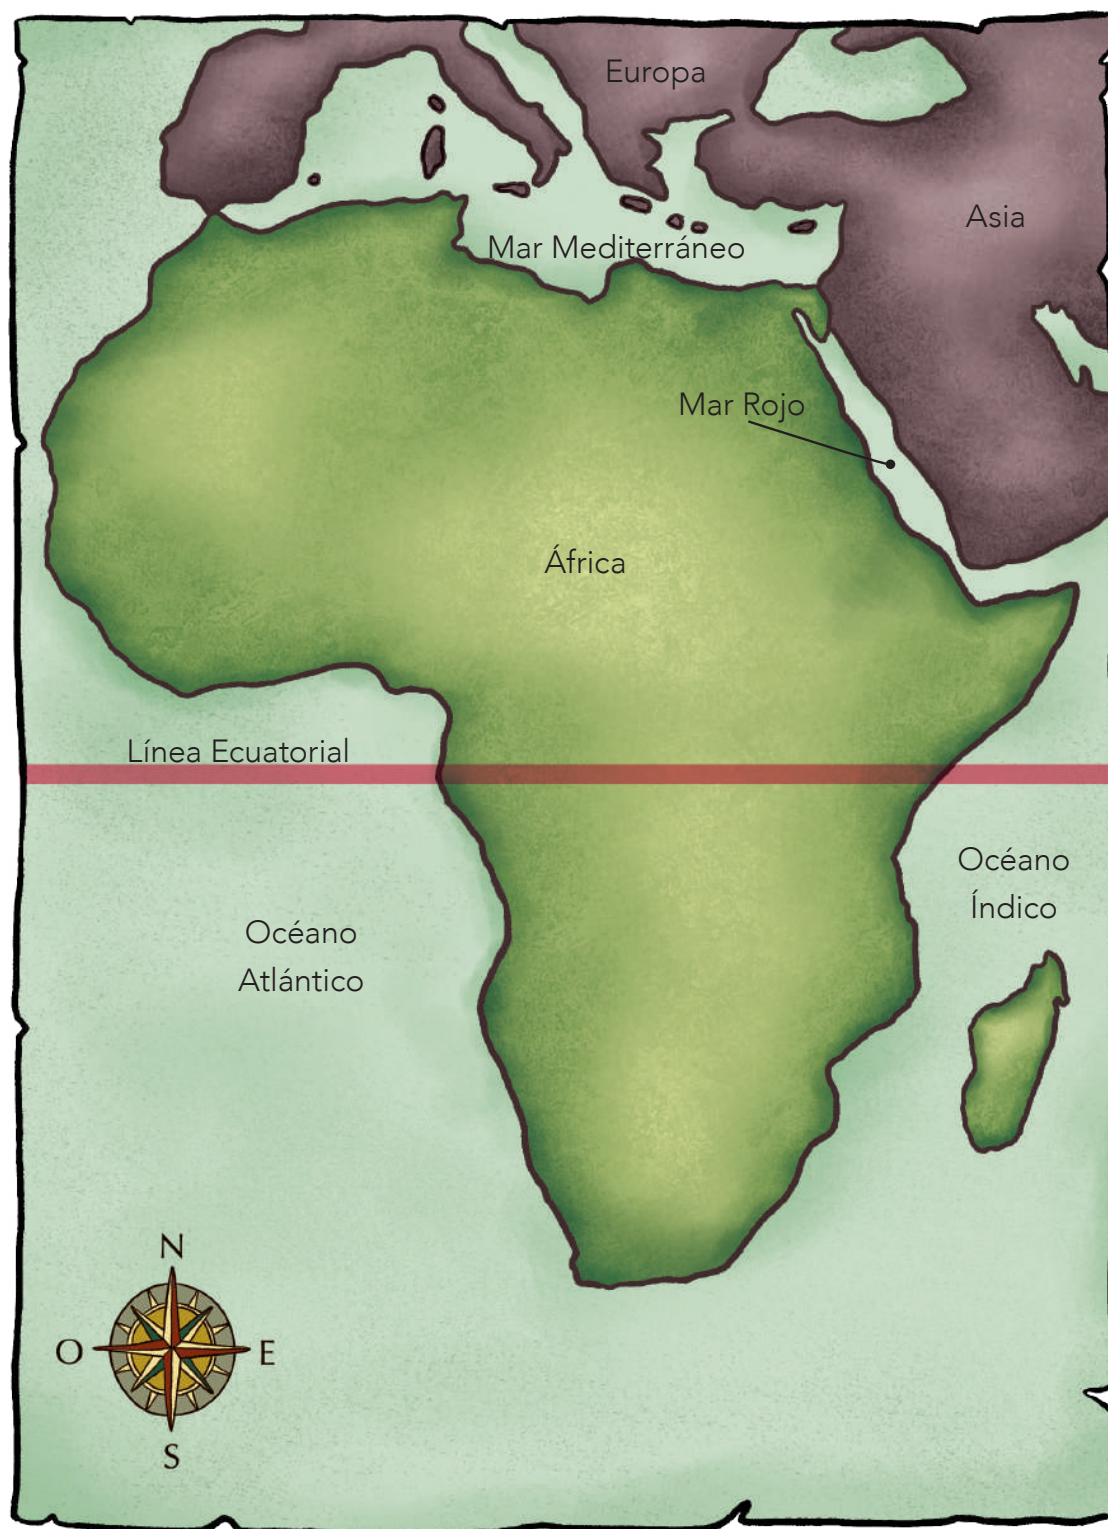 Europa
Asia
Mar Mediterráneo
Mar Rojo
África
Línea Ecuatorial
Océano
Índico
Océano
Atlántico
N
O
E
S